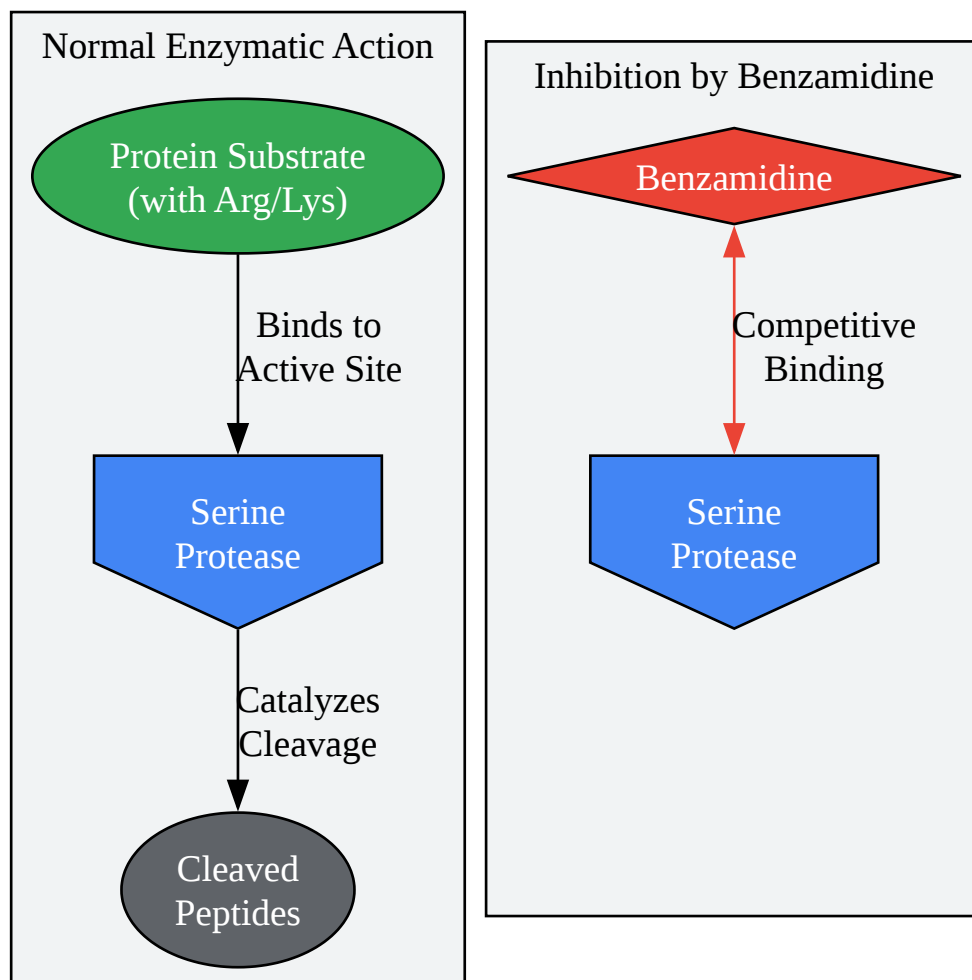 Normal Enzymatic Action
Protein Substrate
(with Arg/Lys)
Binds to
Active Site
Serine
Protease
Catalyzes
Cleavage
Cleaved
Peptides
Inhibition by Benzamidine
Benzamidine
Competitive
Binding
Serine
Protease